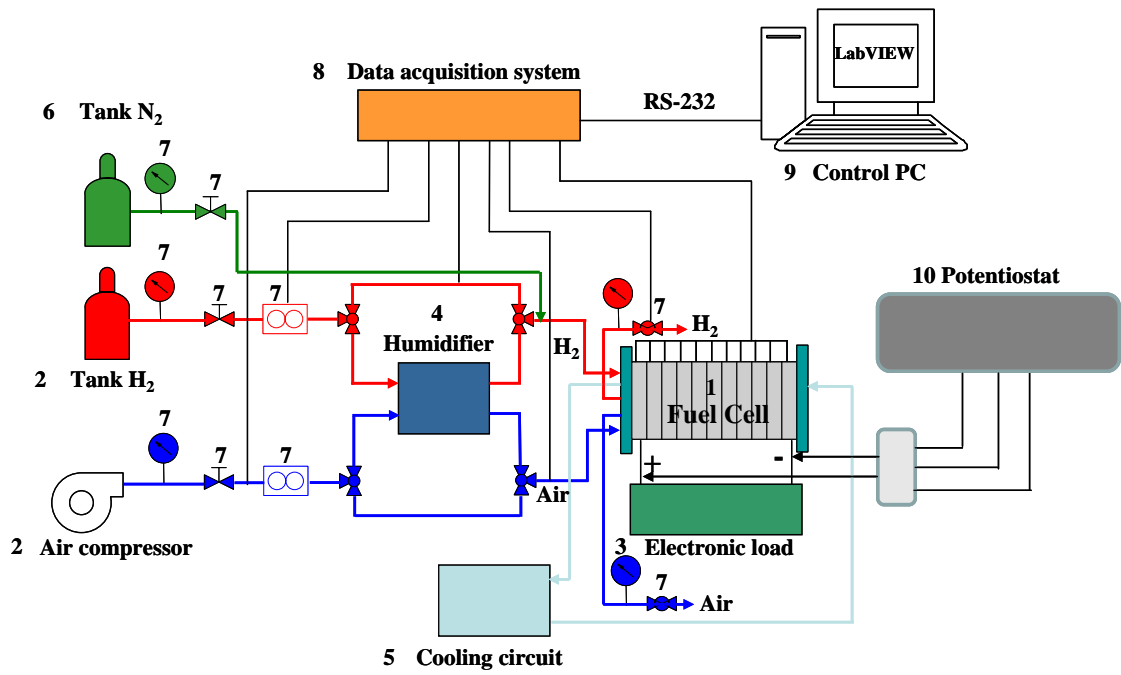 LabVIEW
8 Data acquisition system
RS-232
6 Tank N₂
7
7
9 Control PC
7
7
7
10 Potentiostat
7
H₂
4
Humidifier
H₂
2 Tank H₂
1
Fuel Cell
7
7
7
+
-
Air
2 Air compressor
3
Electronic load
7
Air
5 Cooling circuit